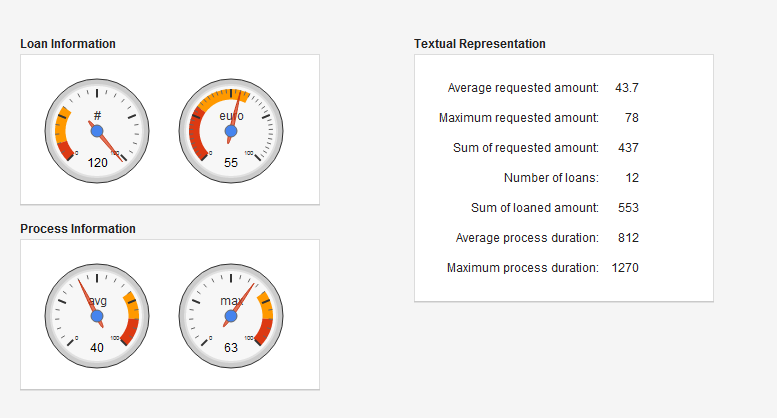 Loan Information
#
0 100
120
euro
0 100
55
Process Information
avg
0 100
40
max
0 100
63
Textual Representation
Average requested amount: 43.7
Maximum requested amount: 78
Sum of requested amount: 437
Number of loans: 12
Sum of loaned amount: 553
Average process duration: 812
Maximum process duration: 1270